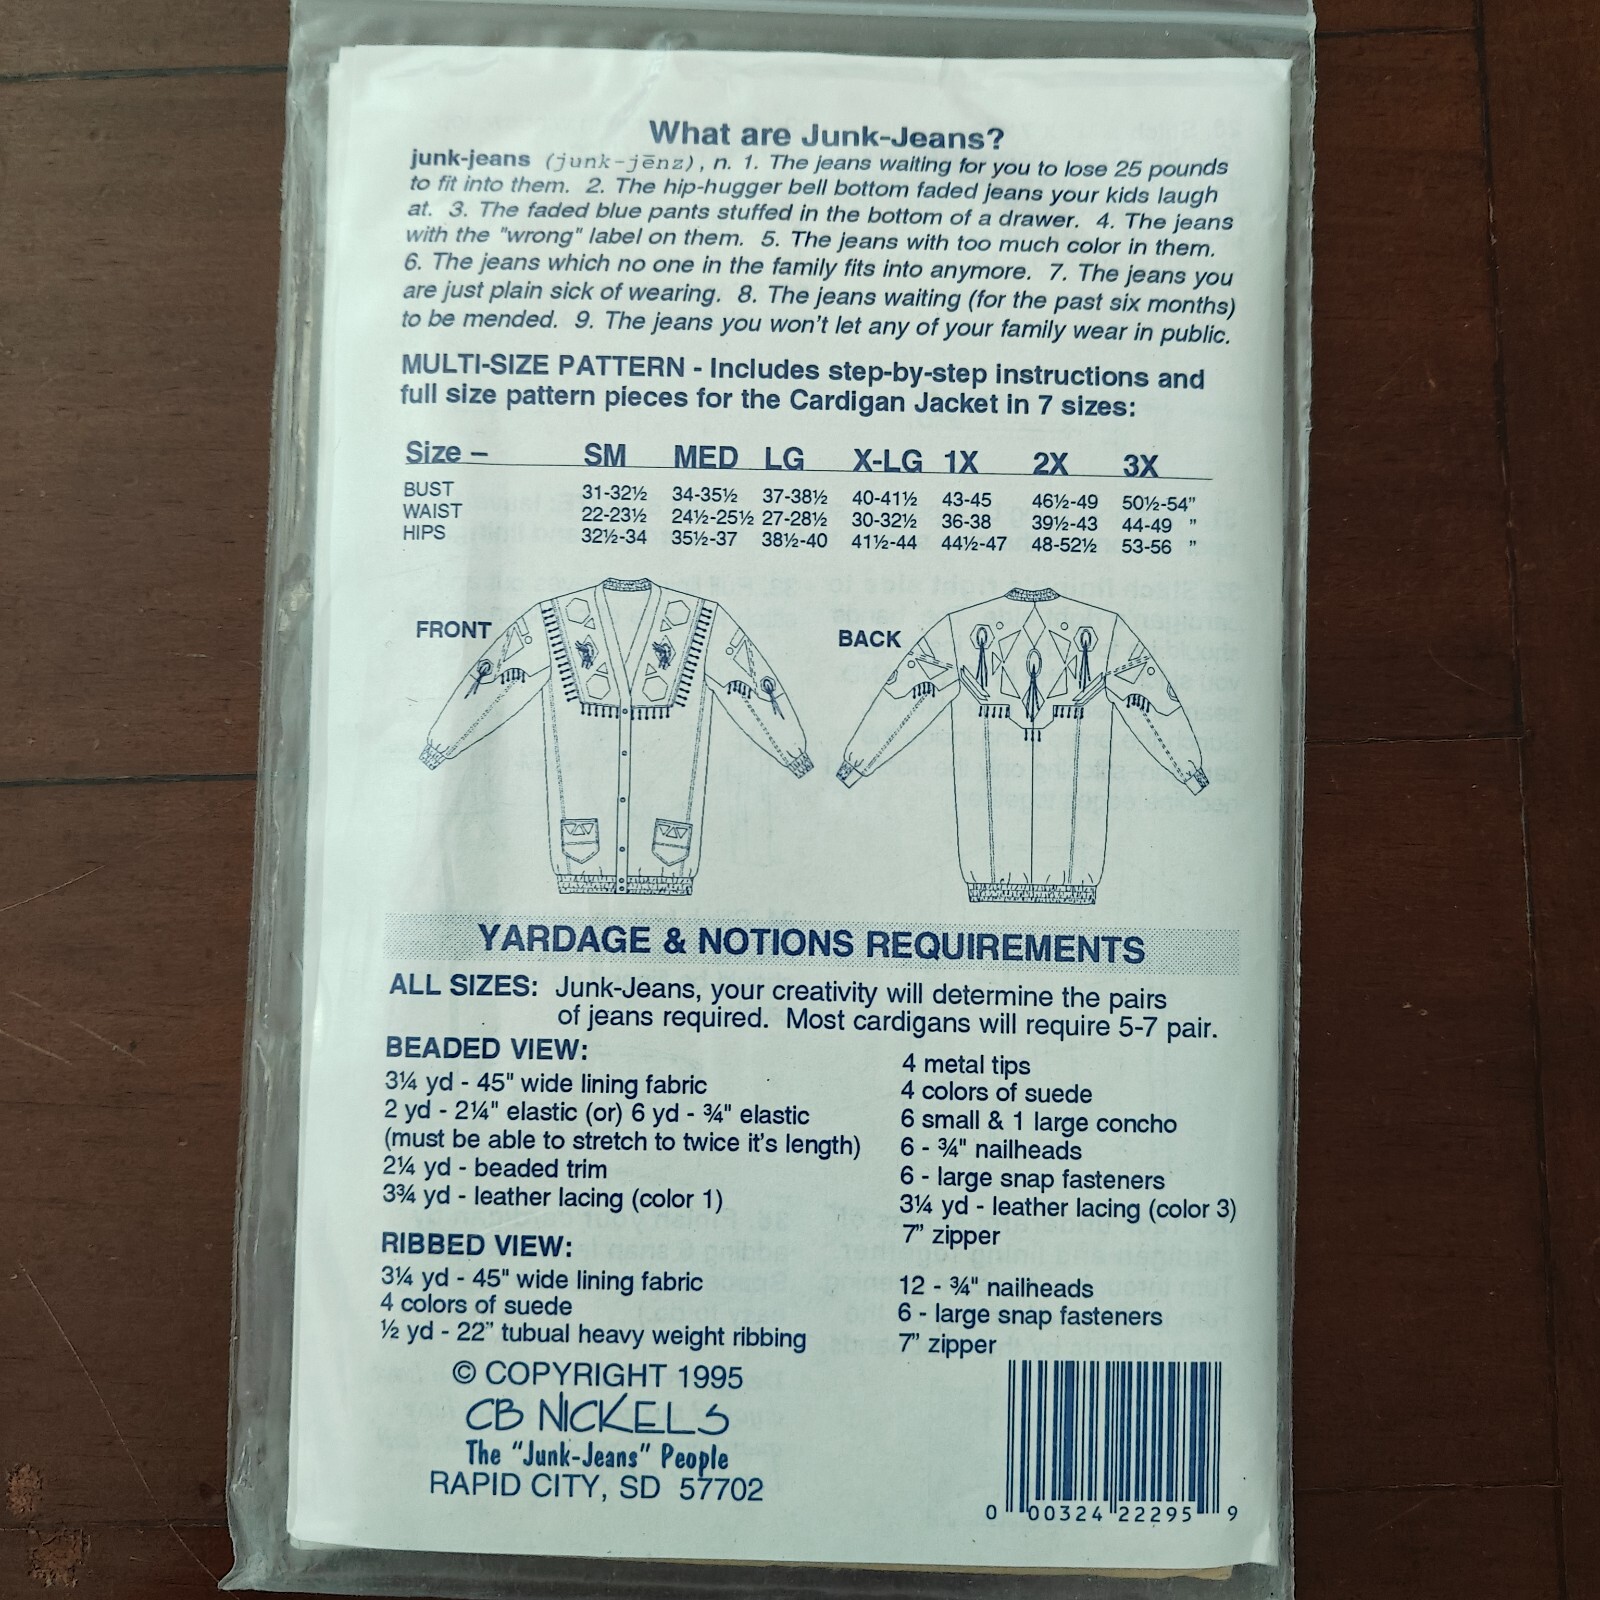 What are Junk-Jeans?
junk-jeans (junk-jēnz), n. 1. The jeans waiting for you to lose 25 pounds
to fit into them. 2. The hip-hugger bell bottom faded jeans your kids laugh
at. 3. The faded blue pants stuffed in the bottom of a drawer. 4. The jeans
with the "wrong" label on them. 5. The jeans with too much color in them.
6. The jeans which no one in the family fits into anymore. 7. The jeans you
are just plain sick of wearing. 8. The jeans waiting (for the past six months)
to be mended. 9. The jeans you won't let any of your family wear in public.
MULTI-SIZE PATTERN - Includes step-by-step instructions and
full size pattern pieces for the Cardigan Jacket in 7 sizes:
Size – SM MED LG X-LG 1X 2X 3X
BUST 31-32½ 34-35½ 37-38½ 40-41½ 43-45 46½-49 50½-54"
WAIST 22-23½ 24½-25½ 27-28½ 30-32½ 36-38 39½-43 44-49 "
HIPS 32½-34 35½-37 38½-40 41½-44 44½-47 48-52½ 53-56 "
FRONT
BACK
YARDAGE & NOTIONS REQUIREMENTS
ALL SIZES: Junk-Jeans, your creativity will determine the pairs
of jeans required. Most cardigans will require 5-7 pair.
BEADED VIEW:
3¼ yd - 45" wide lining fabric
2 yd - 2¼" elastic (or) 6 yd - ¾" elastic
(must be able to stretch to twice it's length)
2¼ yd - beaded trim
3¾ yd - leather lacing (color 1)
4 metal tips
4 colors of suede
6 small & 1 large concho
6 - ¾" nailheads
6 - large snap fasteners
3¼ yd - leather lacing (color 3)
7" zipper
RIBBED VIEW:
3¼ yd - 45" wide lining fabric
4 colors of suede
½ yd - 22" tubual heavy weight ribbing
12 - ¾" nailheads
6 - large snap fasteners
7" zipper
© COPYRIGHT 1995
CB NICKELS
The "Junk-Jeans" People
RAPID CITY, SD 57702
0 00324 22295 9